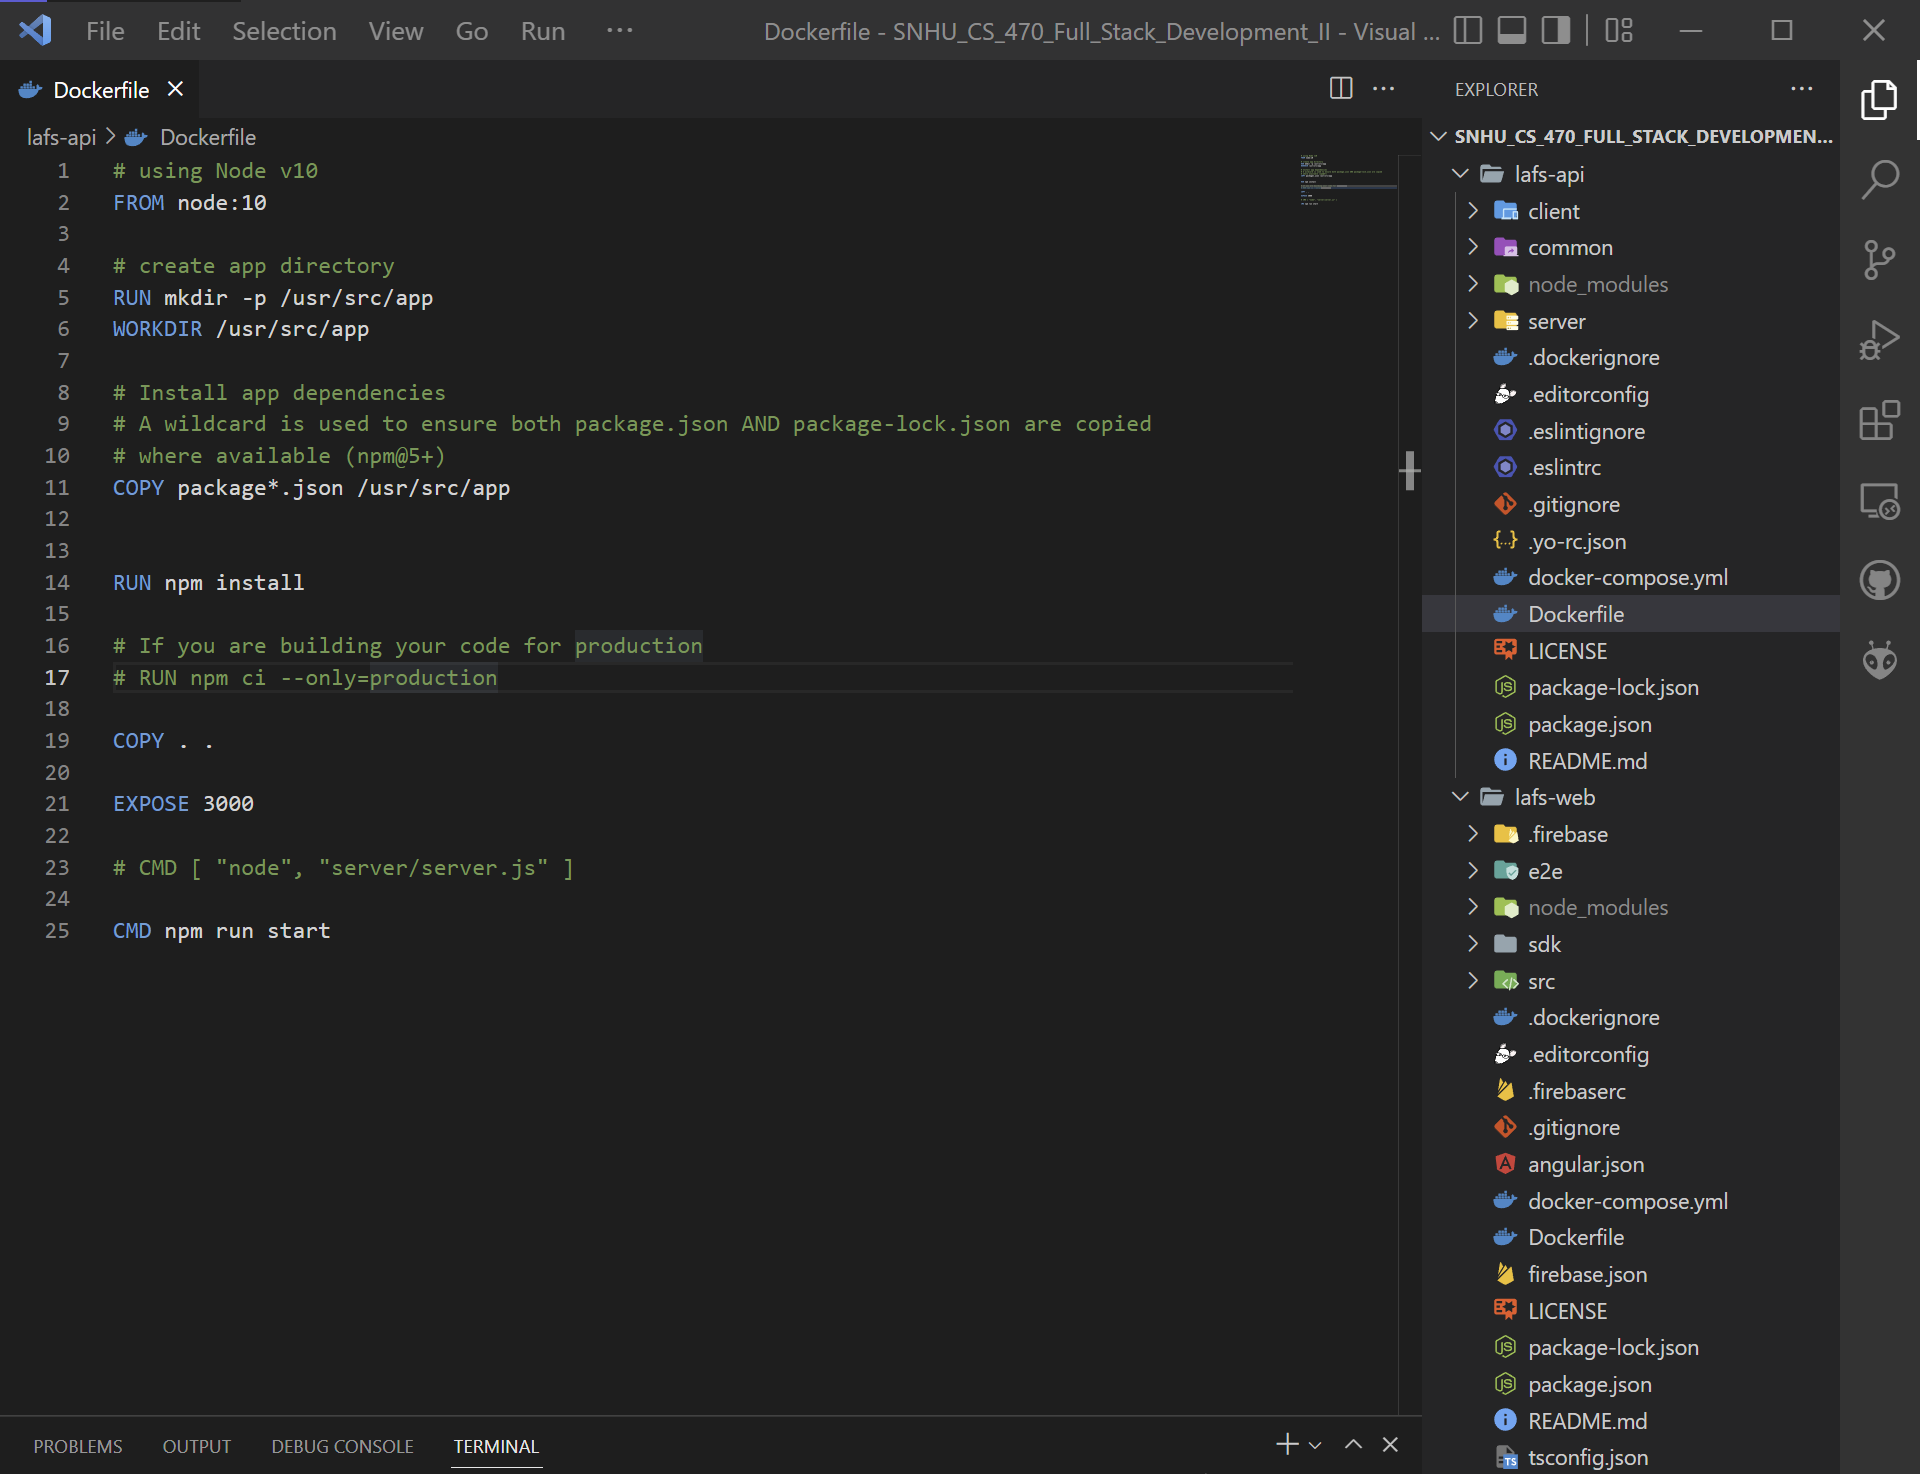 File Edit Selection View Go Run ··· Dockerfile - SNHU_CS_470_Full_Stack_Development_II - Visual ...
Dockerfile
lafs-api > Dockerfile
1 # using Node v10
2 FROM node:10
3
4 # create app directory
5 RUN mkdir -p /usr/src/app
6 WORKDIR /usr/src/app
7
8 # Install app dependencies
9 # A wildcard is used to ensure both package.json AND package-lock.json are copied
10 # where available (npm@5+)
11 COPY package*.json /usr/src/app
12
13
14 RUN npm install
15
16 # If you are building your code for production
17 # RUN npm ci --only=production
18
19 COPY . .
20
21 EXPOSE 3000
22
23 # CMD [ "node", "server/server.js" ]
24
25 CMD npm run start
PROBLEMS OUTPUT DEBUG CONSOLE TERMINAL
EXPLORER
SNHU_CS_470_FULL_STACK_DEVELOPMEN...
lafs-api
client
common
node_modules
server
.dockerignore
.editorconfig
.eslintignore
.eslintrc
.gitignore
.yo-rc.json
docker-compose.yml
Dockerfile
LICENSE
package-lock.json
package.json
README.md
lafs-web
.firebase
e2e
node_modules
sdk
src
.dockerignore
.editorconfig
.firebaserc
.gitignore
angular.json
docker-compose.yml
Dockerfile
firebase.json
LICENSE
package-lock.json
package.json
README.md
tsconfig.json